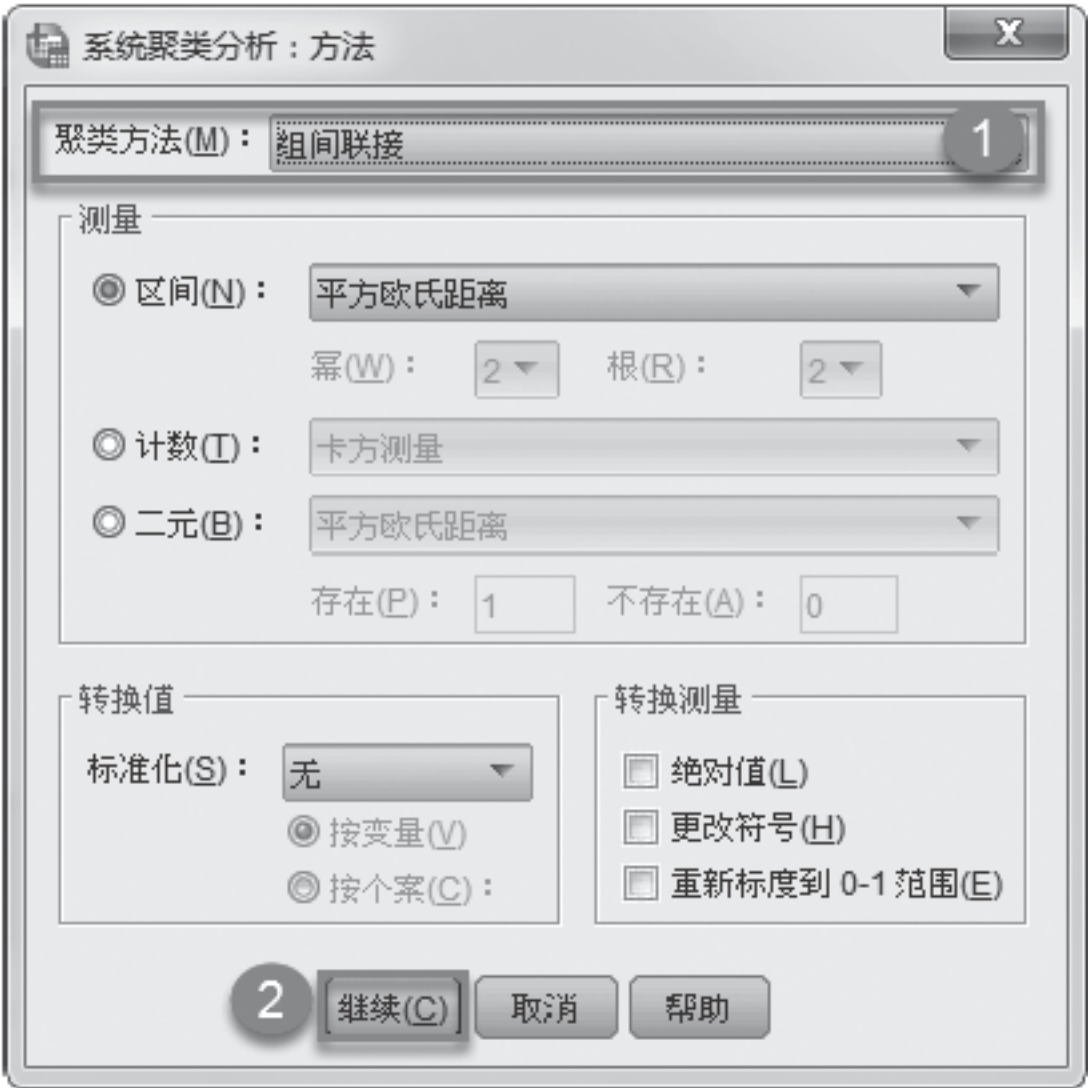 系统聚类分析：方法
X
聚类方法(M)： 组间联接 1
测量
区间(N)： 平方欧氏距离
幂(W)： 2 根(R)： 2
计数(T)： 卡方测量
二元(B)： 平方欧氏距离
存在(P)： 1 不存在(A)： 0
转换值
标准化(S)： 无
按变量(V)
按个案(C)：
转换测量
绝对值(L)
更改符号(H)
重新标度到 0-1 范围(E)
2 继续(C) 取消 帮助